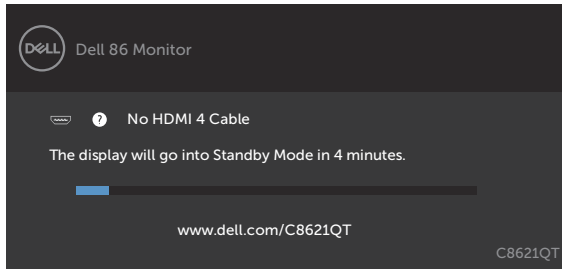 DELL Dell 86 Monitor
? No HDMI 4 Cable
The display will go into Standby Mode in 4 minutes.
www.dell.com/C8621QT
C8621QT